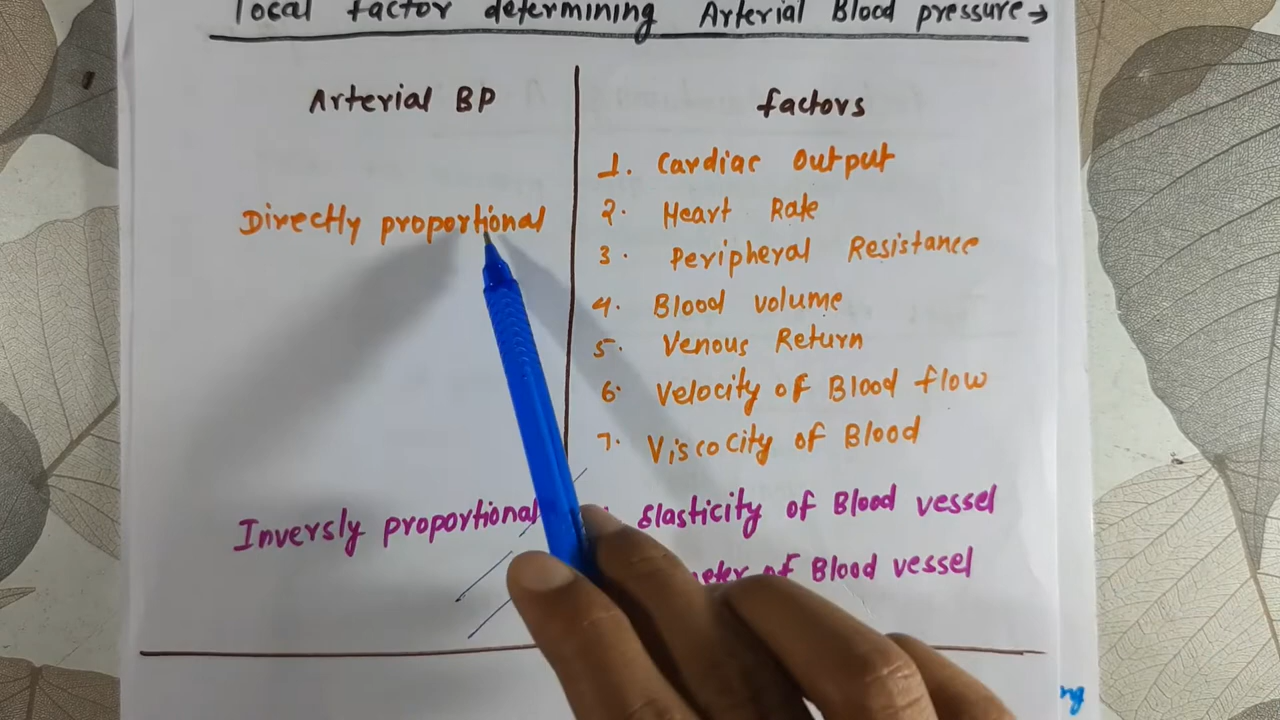 local factor determining Arterial Blood pressure →
Arterial BP
factors
Directly proportional
1. Cardiac Output
2. Heart Rate
3. Peripheral Resistance
4. Blood volume
5. Venous Return
6. Velocity of Blood flow
7. Viscocity of Blood
Inversly proportional
Elasticity of Blood vessel
of Blood vessel